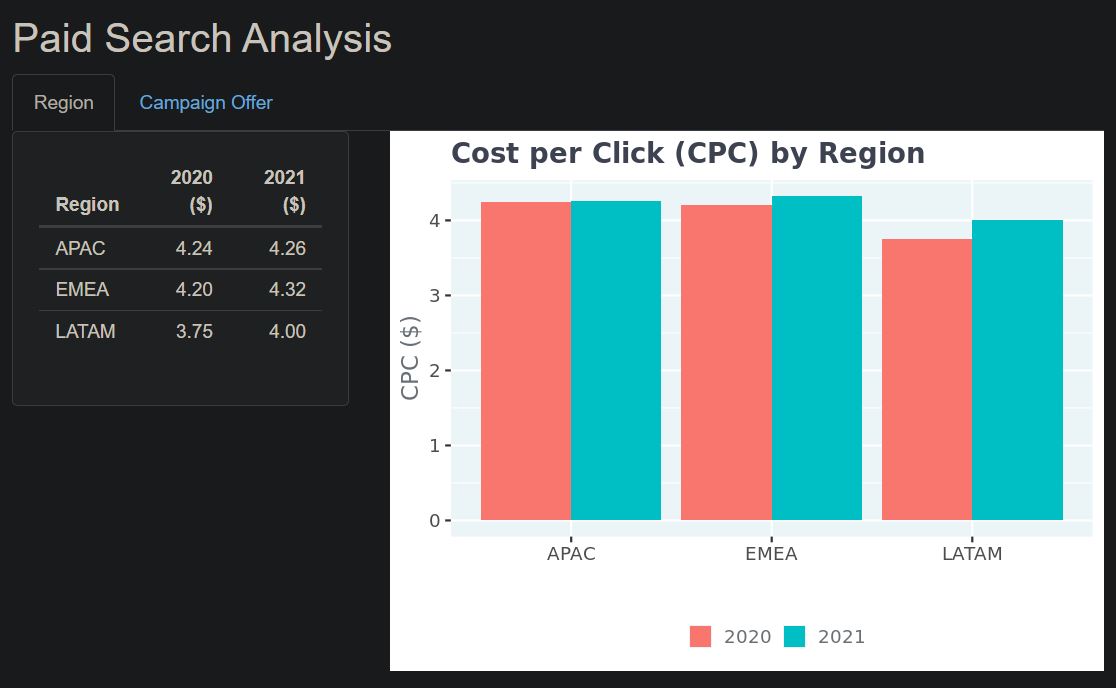 Paid Search Analysis
Region Campaign Offer
Region 2020 ($) 2021 ($)
APAC 4.24 4.26
EMEA 4.20 4.32
LATAM 3.75 4.00
Cost per Click (CPC) by Region
CPC ($)
4
3
2
1
0
APAC EMEA LATAM
2020 2021